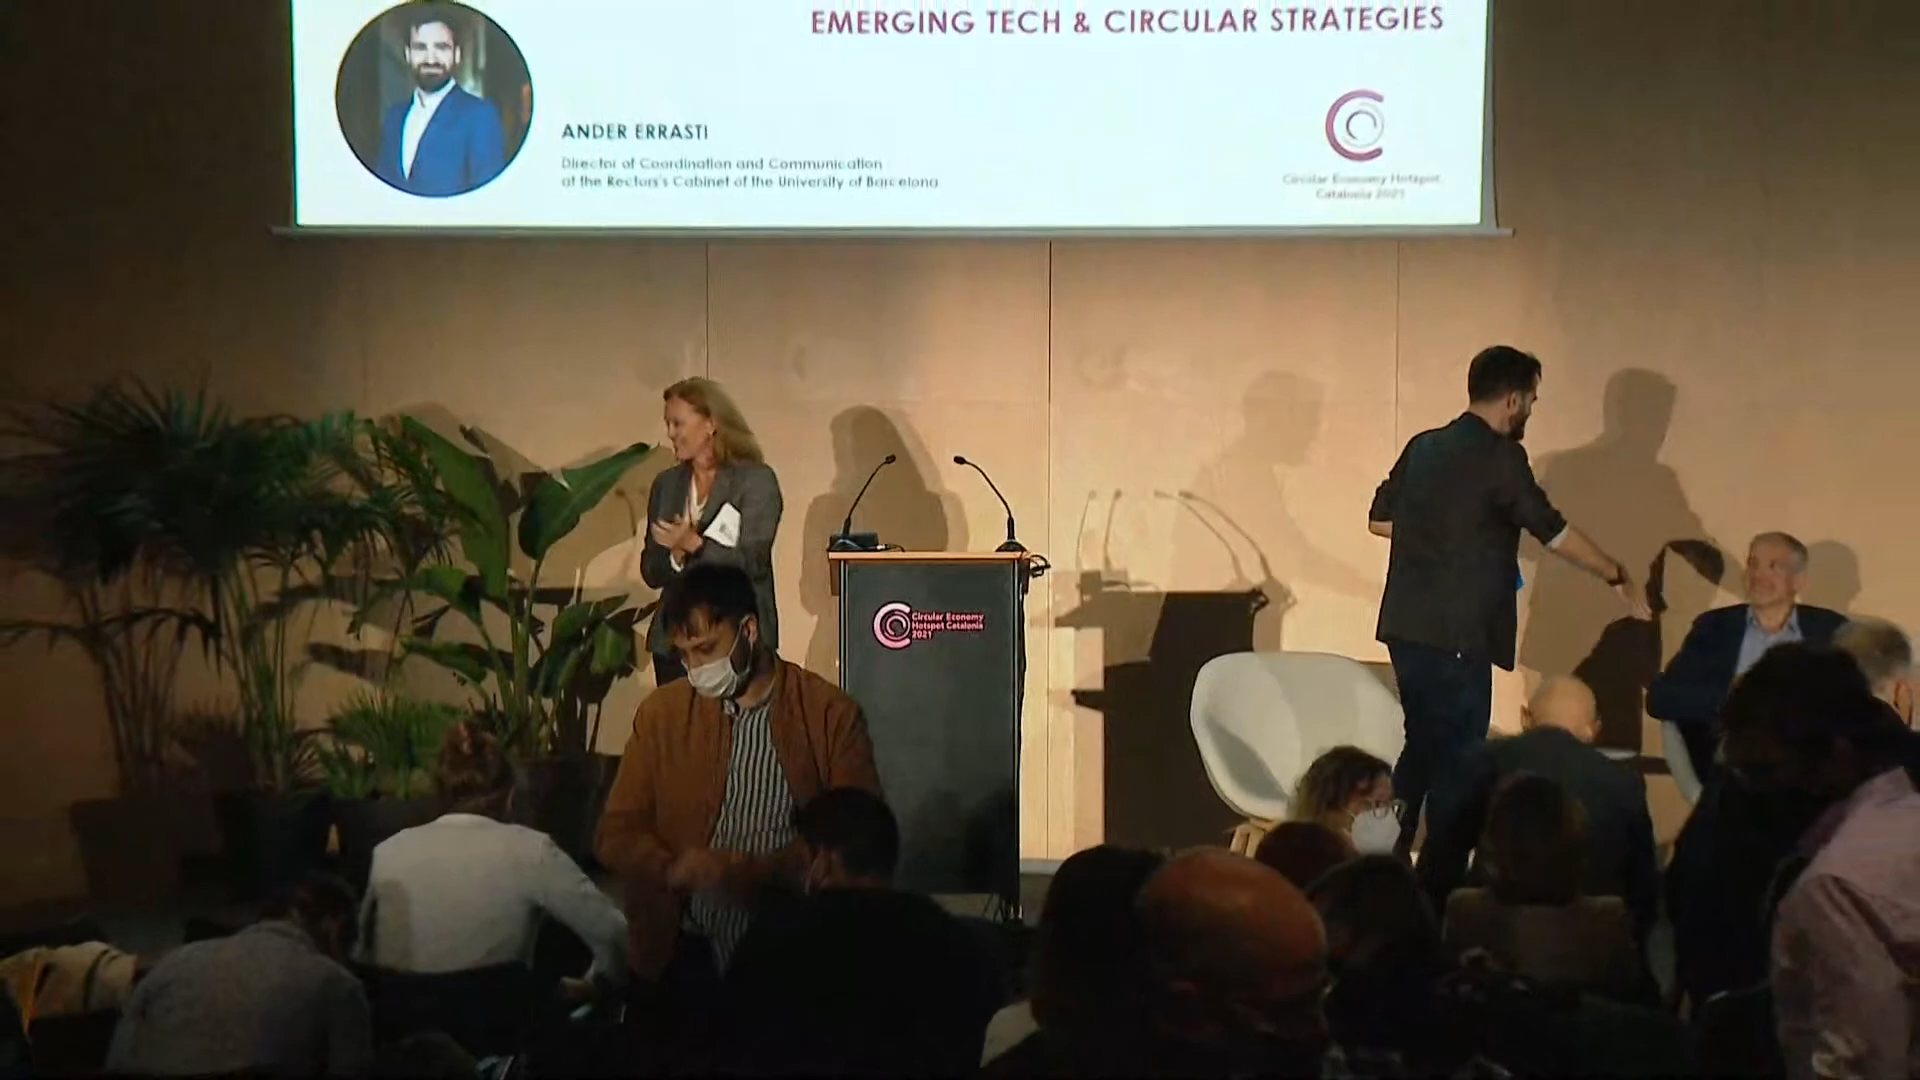 EMERGING TECH & CIRCULAR STRATEGIES
ANDER ERRASTI
Director of Coordination and Communication
at the Rectors's Cabinet of the University of Barcelona
Circular Economy Hotspot
Catalonia 2021
Circular Economy
Hotspot Catalonia
2021